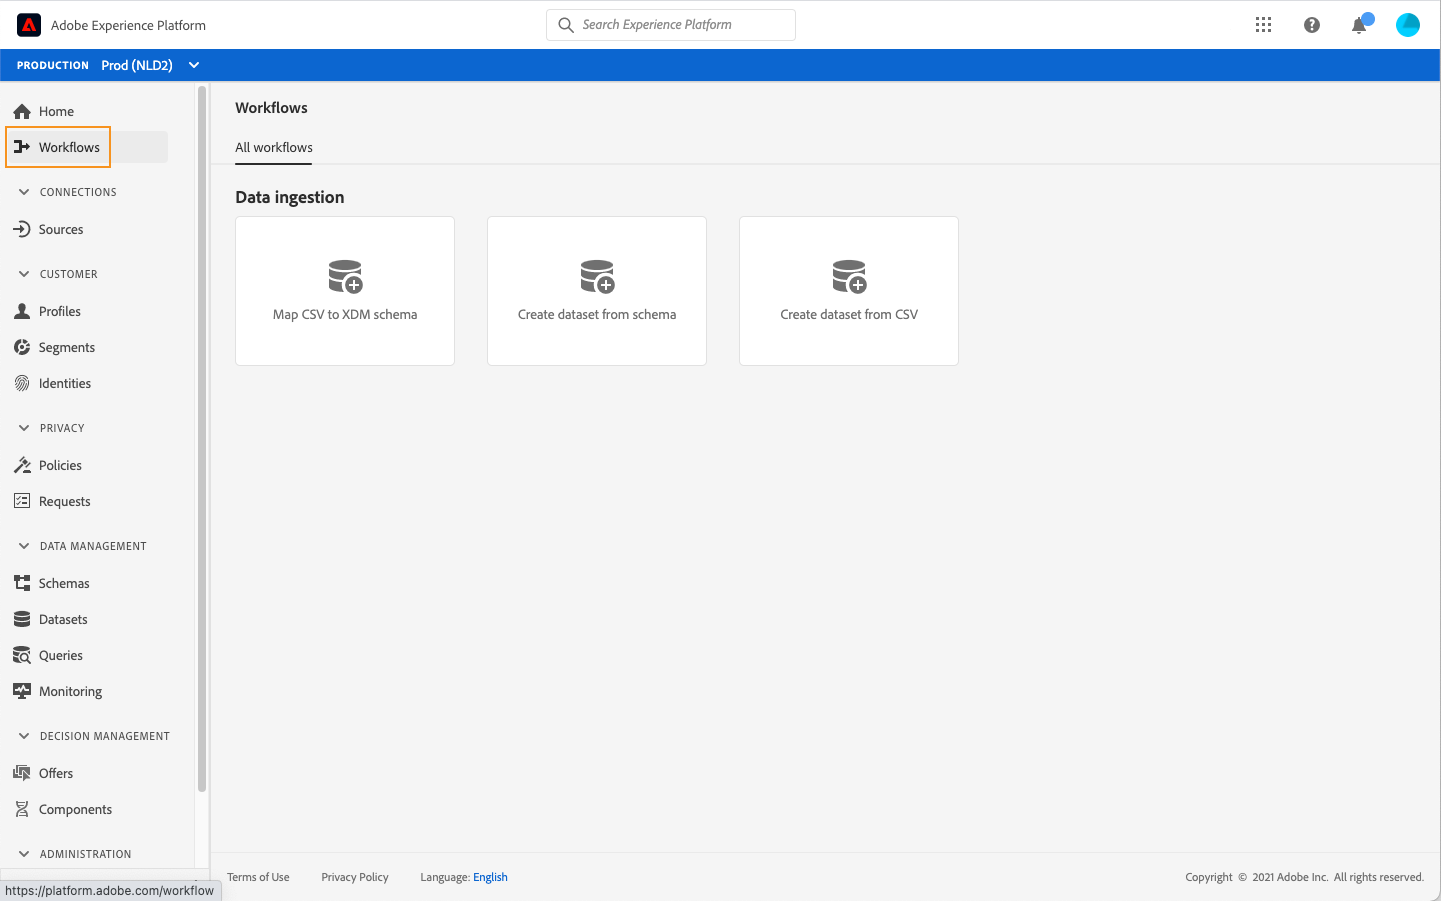 Adobe Experience Platform
Search Experience Platform
PRODUCTION Prod (NLD2)
Home
Workflows
CONNECTIONS
Sources
CUSTOMER
Profiles
Segments
Identities
PRIVACY
Policies
Requests
DATA MANAGEMENT
Schemas
Datasets
Queries
Monitoring
DECISION MANAGEMENT
Offers
Components
ADMINISTRATION
https://platform.adobe.com/workflow
Workflows
All workflows
Data ingestion
Map CSV to XDM schema
Create dataset from schema
Create dataset from CSV
Terms of Use Privacy Policy Language: English Copyright © 2021 Adobe Inc. All rights reserved.